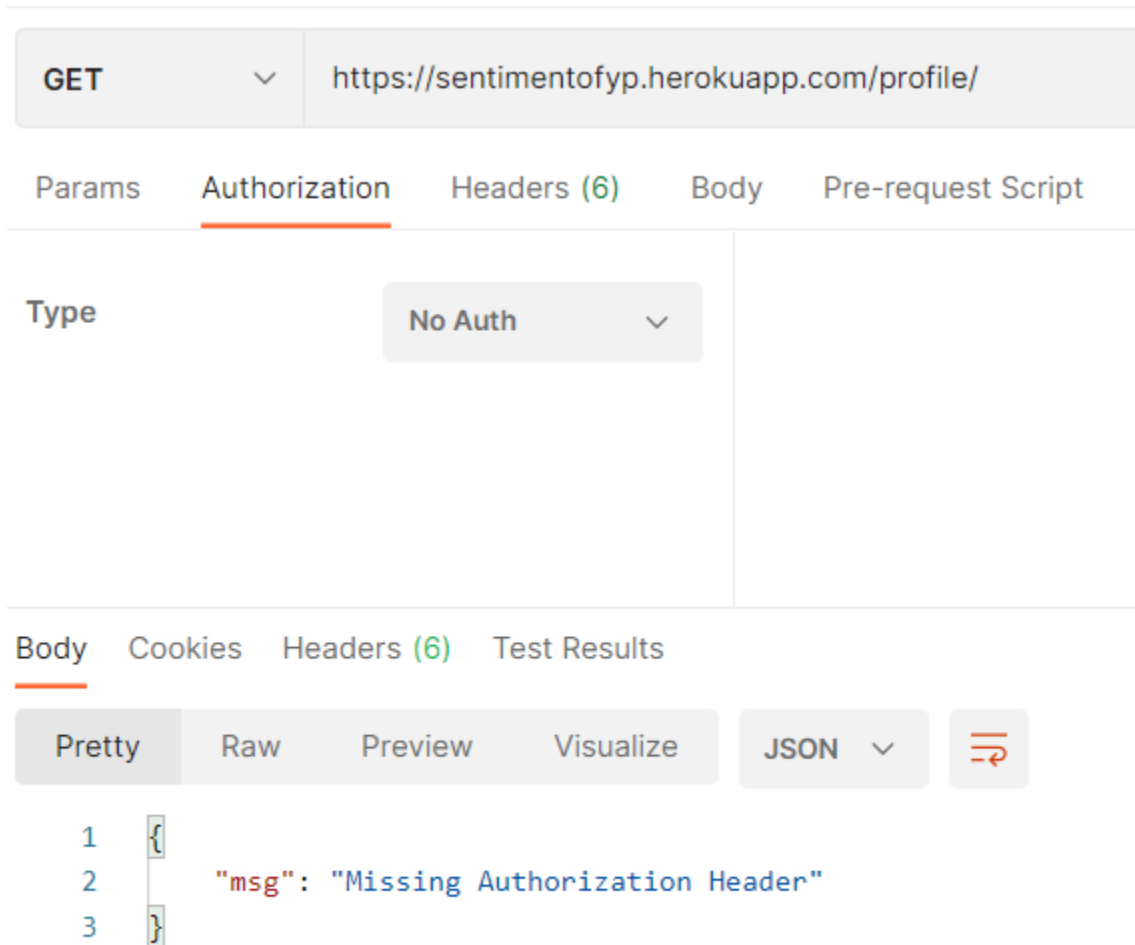 GET https://sentimentofyp.herokuapp.com/profile/
Params Authorization Headers (6) Body Pre-request Script
Type No Auth
Body Cookies Headers (6) Test Results
Pretty Raw Preview Visualize JSON
1 {
2 "msg": "Missing Authorization Header"
3 }